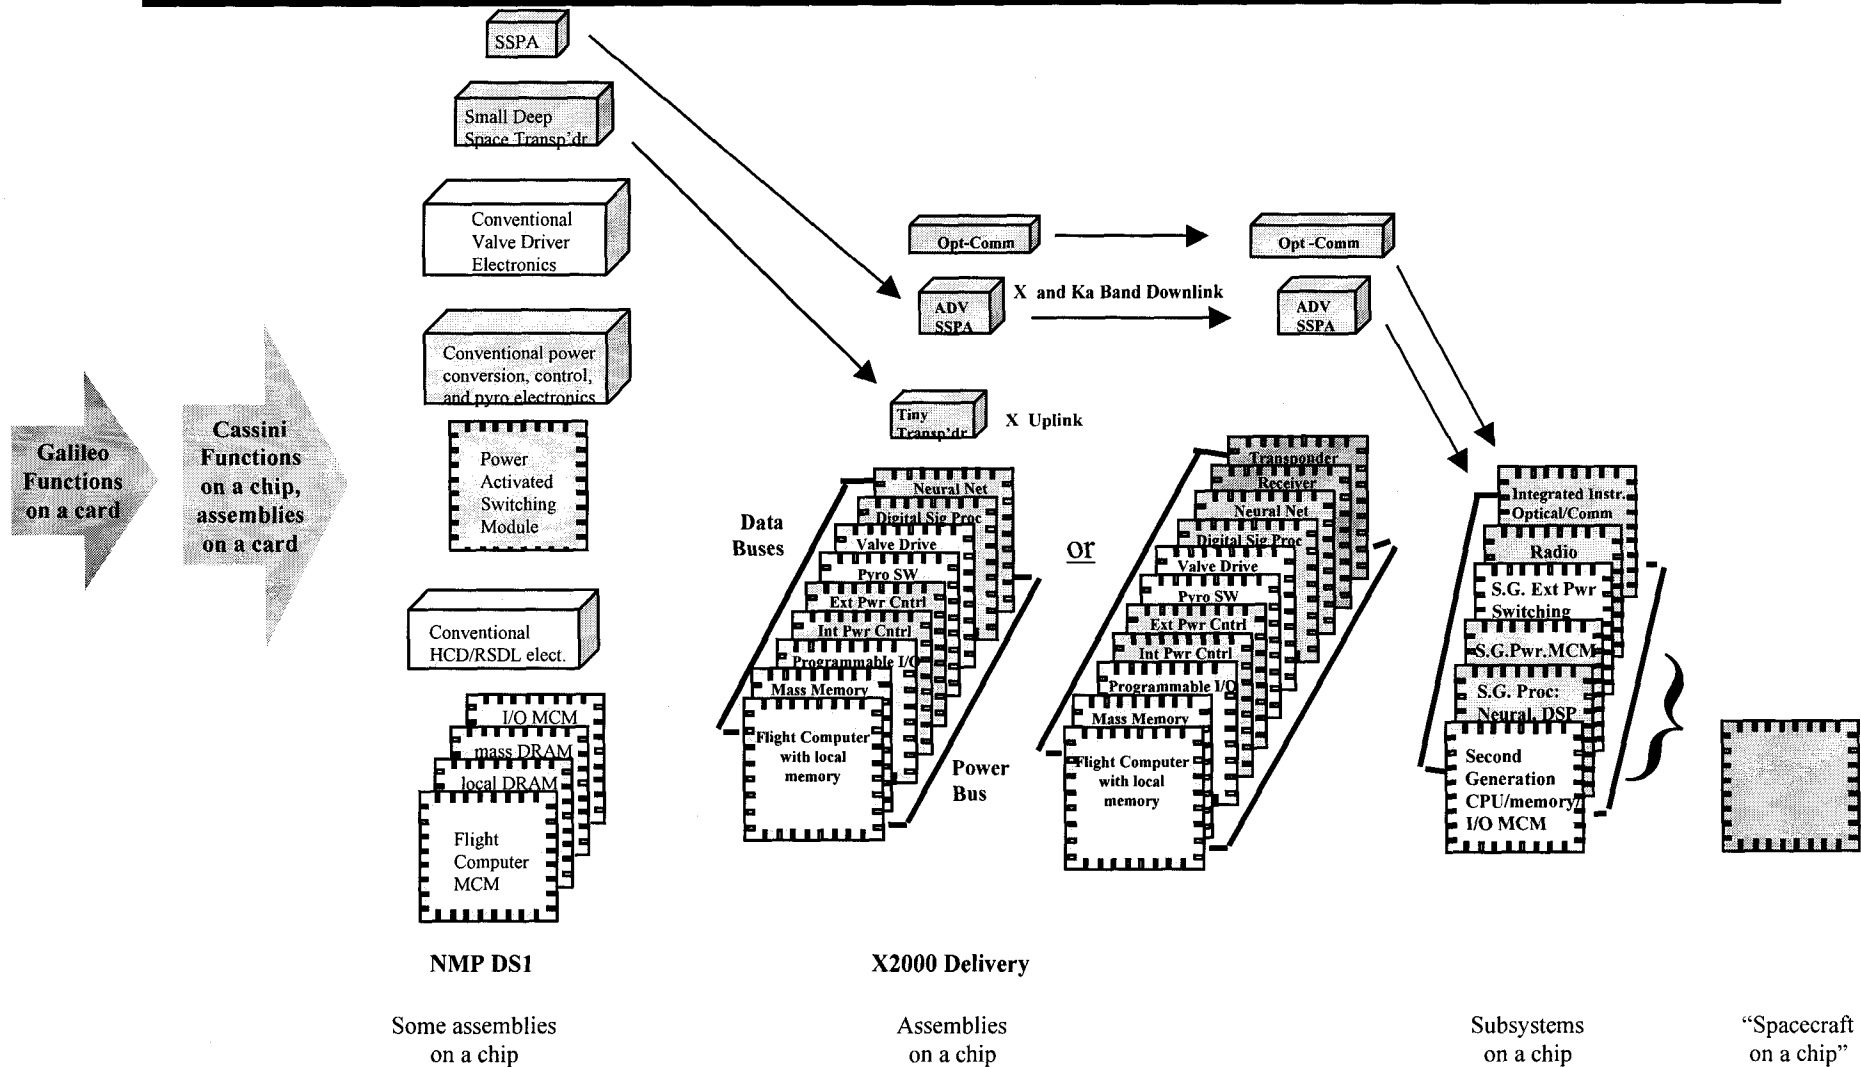 SSPA
Small Deep
Space Transp'dr
Conventional
Valve Driver
Electronics
Conventional power
conversion, control,
and pyro electronics
Galileo
Functions
on a card
Cassini
Functions
on a chip,
assemblies
on a card
Power
Activated
Switching
Module
Conventional
HCD/RSDL elect.
I/O MCM
mass DRAM
local DRAM
Flight
Computer
MCM
Opt-Comm
ADV
SSPA
X and Ka Band Downlink
Tiny
Transp'dr
X Uplink
Opt -Comm
ADV
SSPA
Data
Buses
Neural Net
Digital Sig Proc
Valve Drive
Pyro SW
Ext Pwr Cntrl
Int Pwr Cntrl
Programmable I/O
Mass Memory
Flight Computer
with local
memory
Power
Bus
or
Transponder
Receiver
Neural Net
Digital Sig Proc
Valve Drive
Pyro SW
Ext Pwr Cntrl
Int Pwr Cntrl
Programmable I/O
Mass Memory
Flight Computer
with local
memory
Integrated Instr.
Optical/Comm
Radio
S.G. Ext Pwr
Switching
S.G.Pwr.MCM
S.G. Proc:
Neural, DSP
Second
Generation
CPU/memory/
I/O MCM
NMP DS1
X2000 Delivery
Some assemblies
on a chip
Assemblies
on a chip
Subsystems
on a chip
“Spacecraft
on a chip”